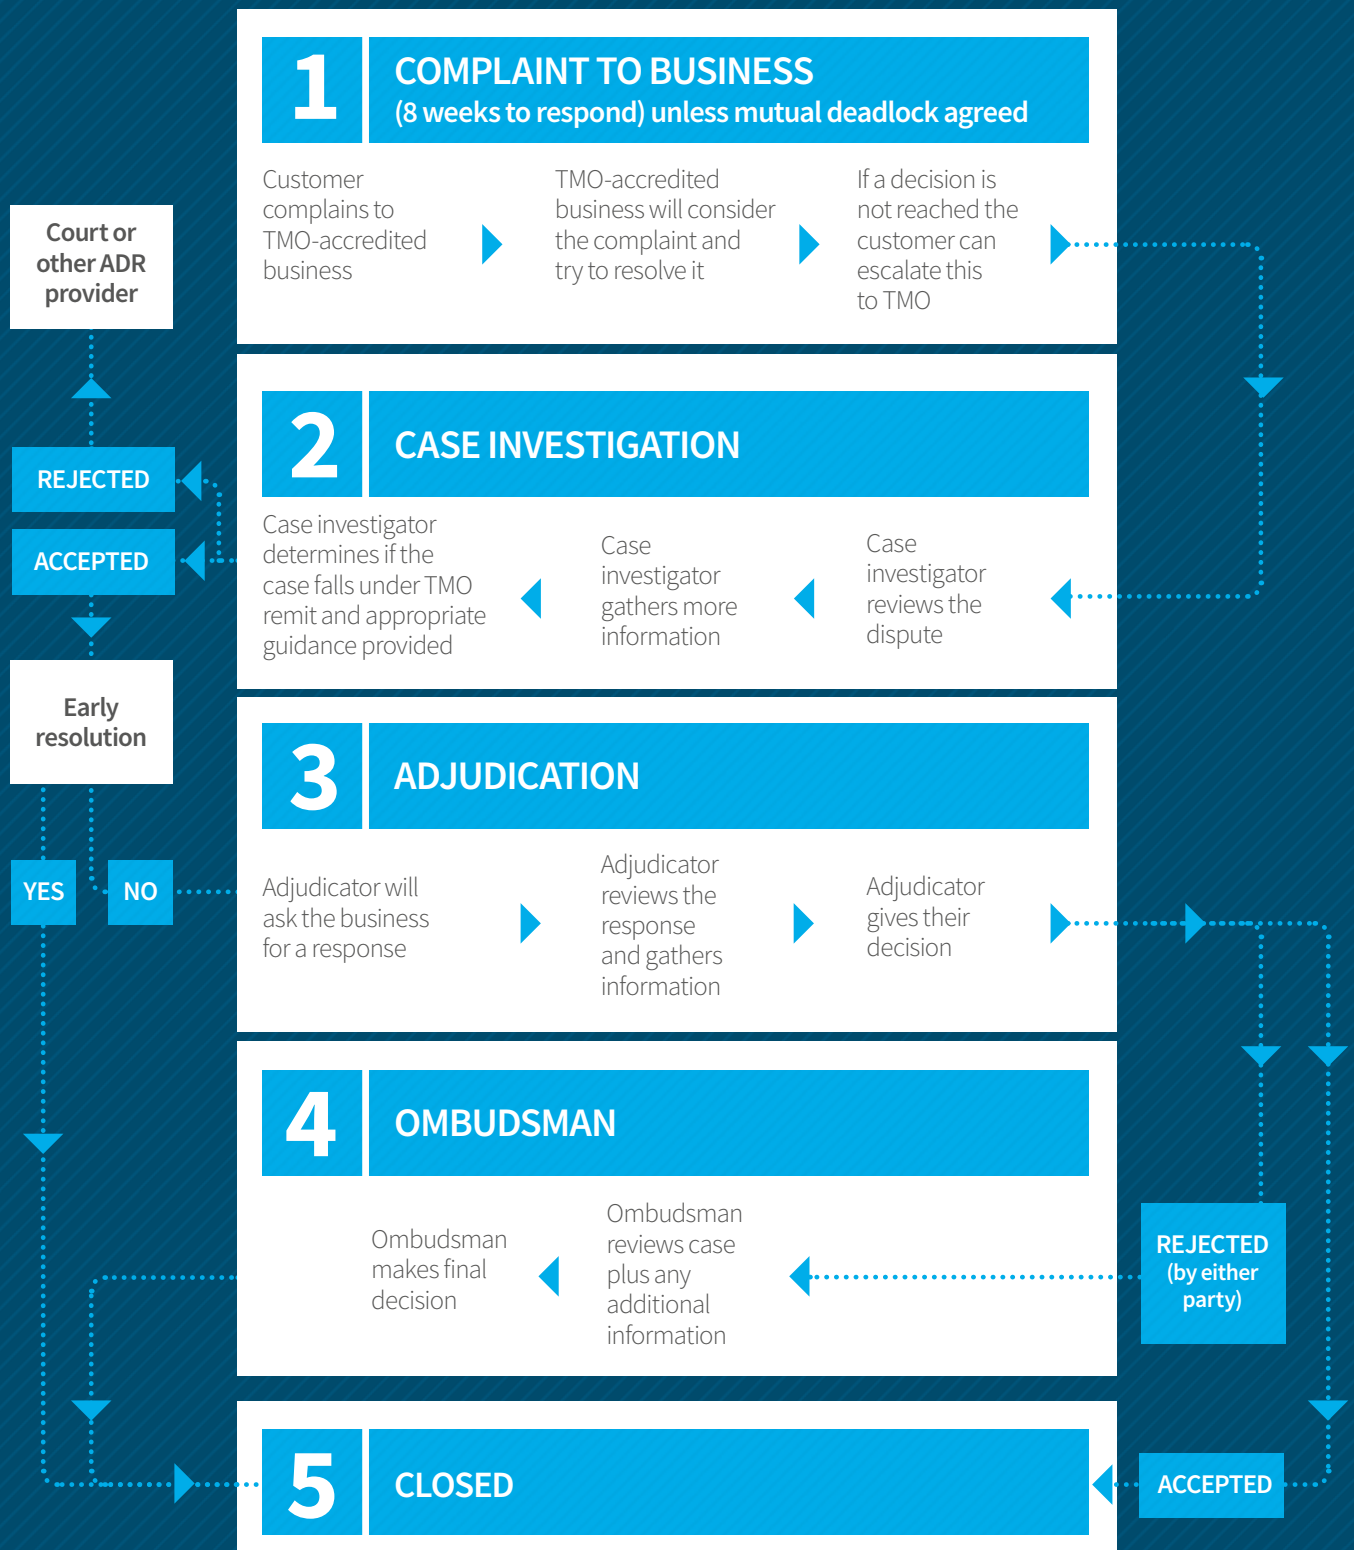 1
COMPLAINT TO BUSINESS
(8 weeks to respond) unless mutual deadlock agreed
Customer
complains to
TMO-accredited
business
TMO-accredited
business will consider
the complaint and
try to resolve it
If a decision is
not reached the
customer can
escalate this
to TMO
Court or
other ADR
provider
2
CASE INVESTIGATION
REJECTED
ACCEPTED
Case investigator
determines if the
case falls under TMO
remit and appropriate
guidance provided
Case
investigator
gathers more
information
Case
investigator
reviews the
dispute
Early
resolution
YES
NO
3
ADJUDICATION
Adjudicator will
ask the business
for a response
Adjudicator
reviews the
response
and gathers
information
Adjudicator
gives their
decision
4
OMBUDSMAN
Ombudsman
makes final
decision
Ombudsman
reviews case
plus any
additional
information
REJECTED
(by either
party)
5
CLOSED
ACCEPTED